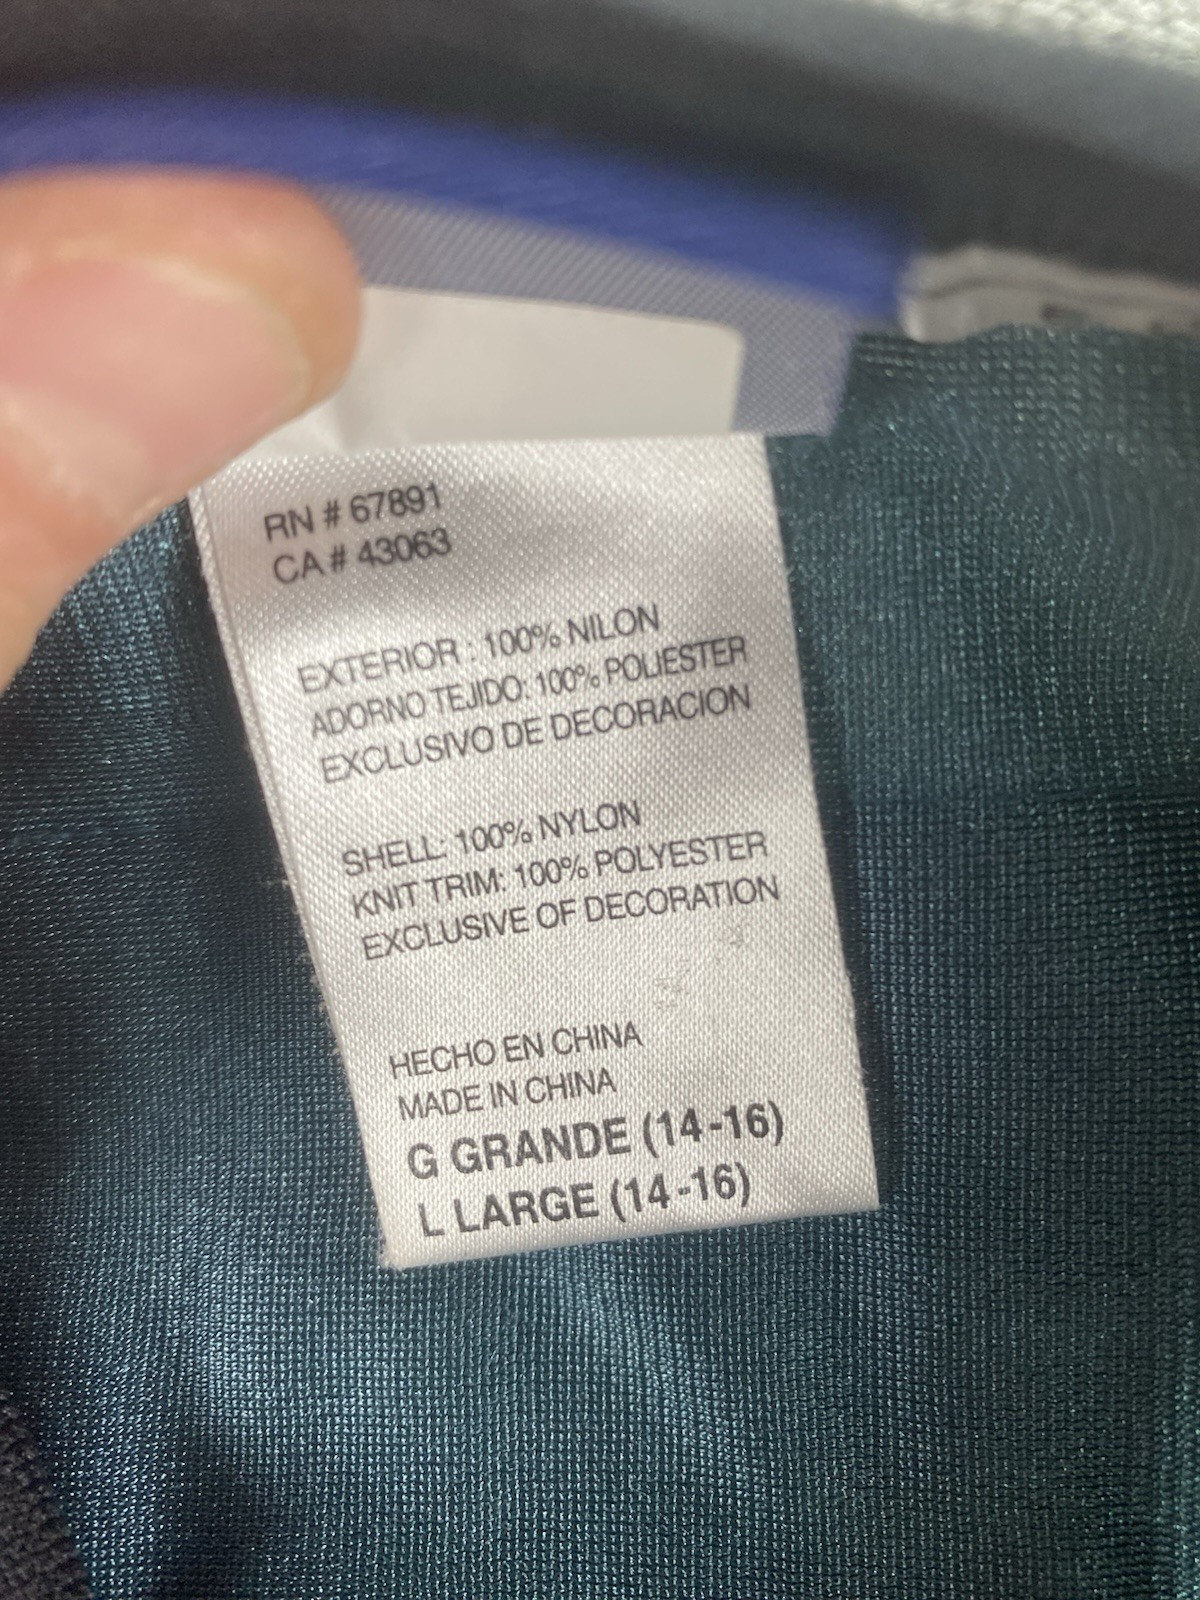 RN # 67891
CA # 43063
EXTERIOR : 100% NILON
ADORNO TEJIDO: 100% POLIESTER
EXCLUSIVO DE DECORACION
SHELL: 100% NYLON
KNIT TRIM: 100% POLYESTER
EXCLUSIVE OF DECORATION
HECHO EN CHINA
MADE IN CHINA
G GRANDE (14-16)
L LARGE (14-16)